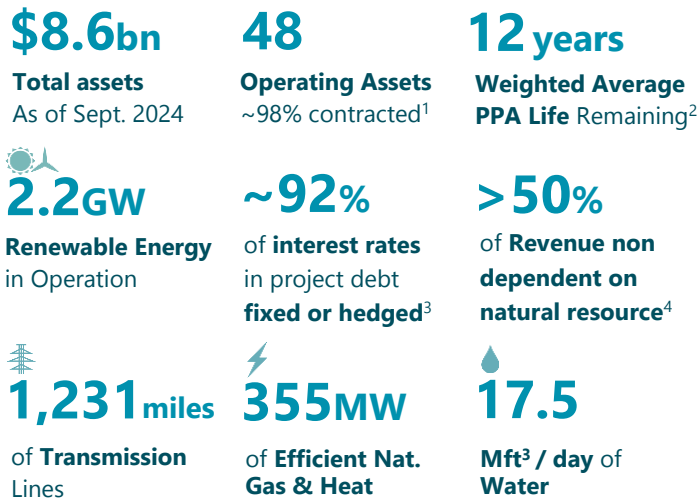 $8.6bn
Total assets
As of Sept. 2024
48
Operating Assets
~98% contracted¹
12 years
Weighted Average
PPA Life Remaining²
2.2GW
Renewable Energy
in Operation
~92%
of interest rates
in project debt
fixed or hedged³
>50%
of Revenue non
dependent on
natural resource⁴
1,231 miles
of Transmission
Lines
355MW
of Efficient Nat.
Gas & Heat
17.5
Mft³ / day of
Water